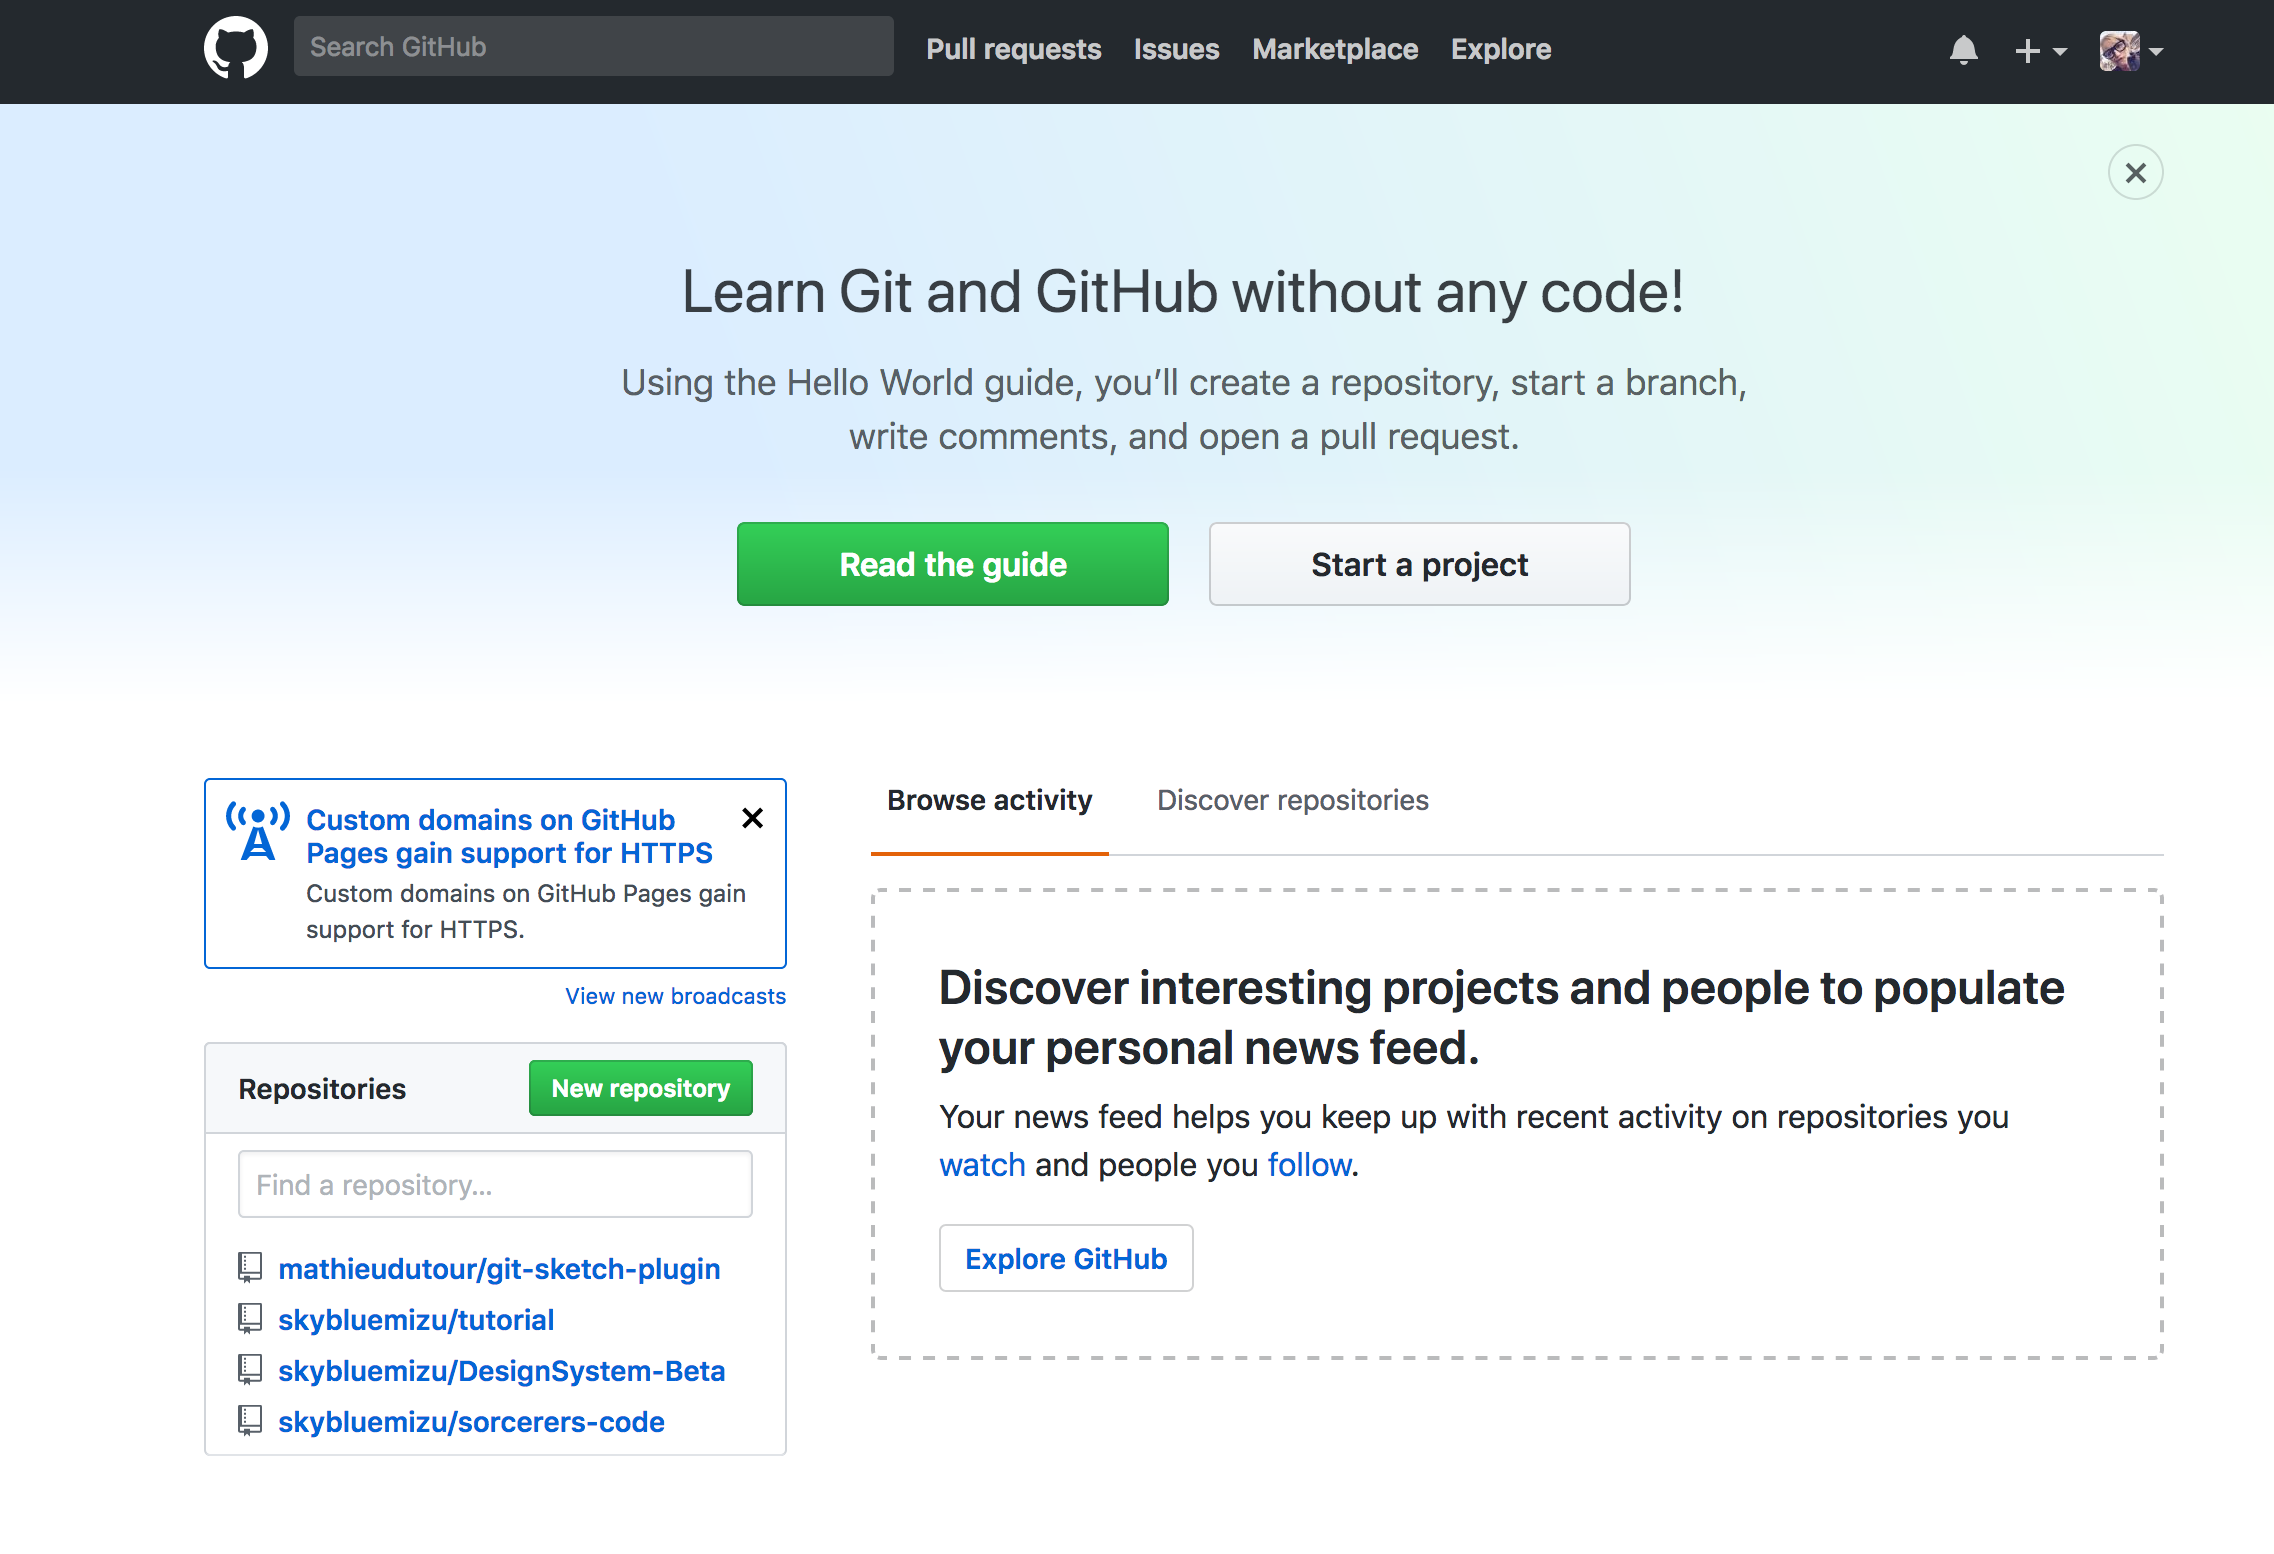 Search GitHub
Pull requests
Issues
Marketplace
Explore
Learn Git and GitHub without any code!
Using the Hello World guide, you’ll create a repository, start a branch,
write comments, and open a pull request.
Read the guide
Start a project
Custom domains on GitHub
Pages gain support for HTTPS
Custom domains on GitHub Pages gain
support for HTTPS.
View new broadcasts
Repositories
New repository
Find a repository...
mathieudutour/git-sketch-plugin
skybluemizu/tutorial
skybluemizu/DesignSystem-Beta
skybluemizu/sorcerers-code
Browse activity
Discover repositories
Discover interesting projects and people to populate
your personal news feed.
Your news feed helps you keep up with recent activity on repositories you
watch and people you follow.
Explore GitHub